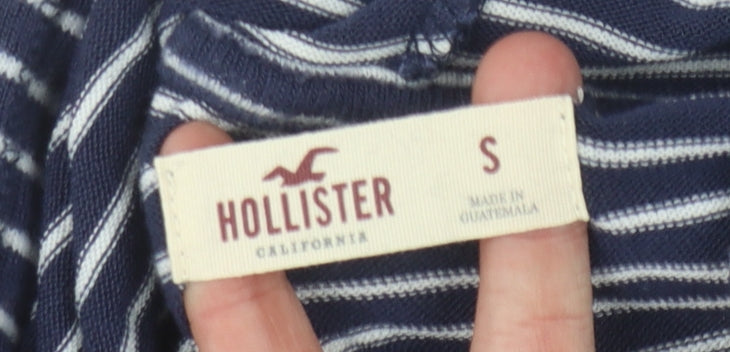 HOLLISTER
CALIFORNIA
S
MADE IN
GUATEMALA